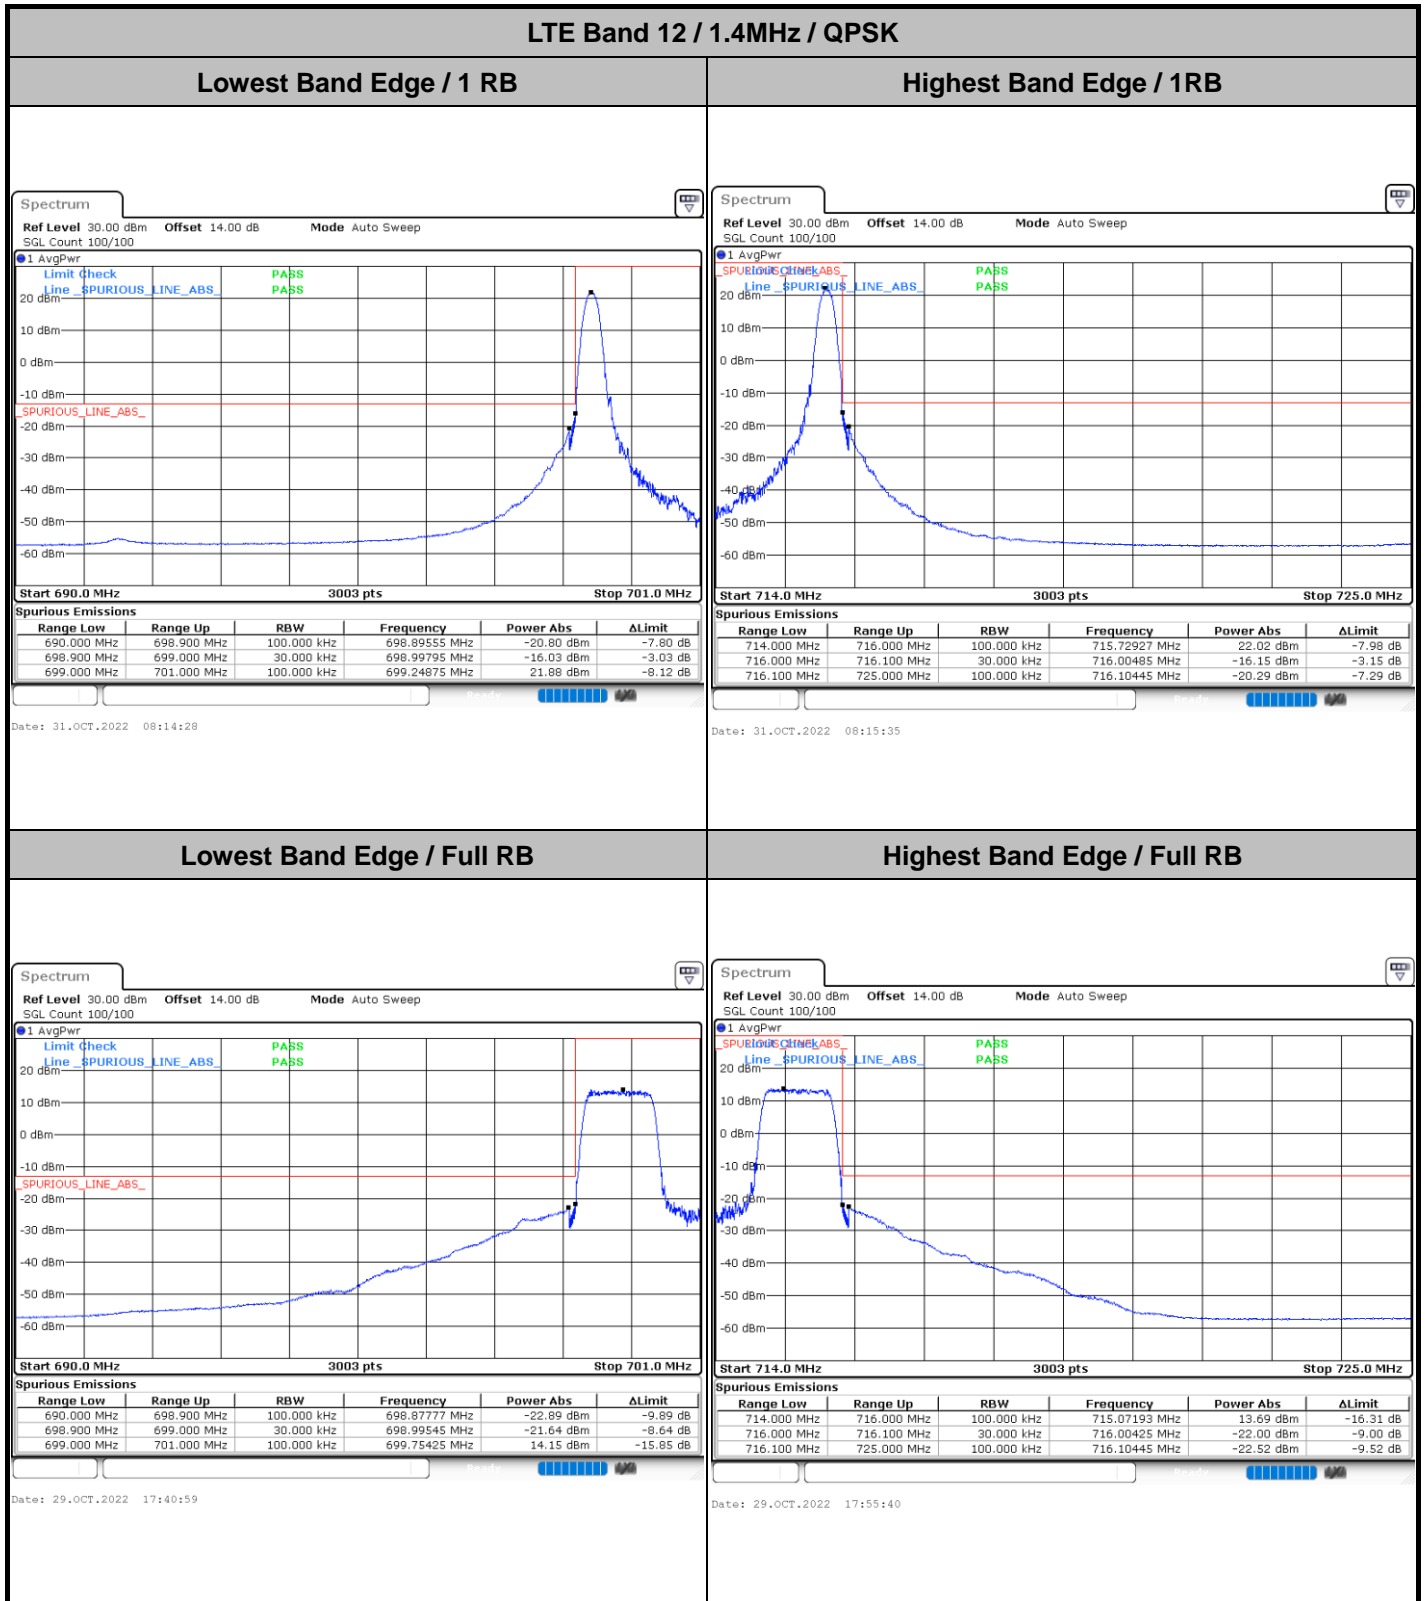 LTE Band 12 / 1.4MHz / QPSK
Lowest Band Edge / 1 RB
Highest Band Edge / 1RB
Spectrum
Ref Level 30.00 dBm Offset 14.00 dB Mode Auto Sweep
SGL Count 100/100
1 AvgPwr
Limit Check PASS
Line _SPURIOUS_LINE_ABS_ PASS
20 dBm
10 dBm
0 dBm
-10 dBm
_SPURIOUS_LINE_ABS_
-20 dBm
-30 dBm
-40 dBm
-50 dBm
-60 dBm
Start 690.0 MHz 3003 pts Stop 701.0 MHz
Spurious Emissions
Range Low Range Up RBW Frequency Power Abs ΔLimit
690.000 MHz 698.900 MHz 100.000 kHz 698.89555 MHz -20.80 dBm -7.80 dB
698.900 MHz 699.000 MHz 30.000 kHz 698.99795 MHz -16.03 dBm -3.03 dB
699.000 MHz 701.000 MHz 100.000 kHz 699.24875 MHz 21.88 dBm -8.12 dB
Ready
Date: 31.OCT.2022 08:14:28
Spectrum
Ref Level 30.00 dBm Offset 14.00 dB Mode Auto Sweep
SGL Count 100/100
1 AvgPwr
_SPURIOUS_LINE_ABS_
Limit Check PASS
Line _SPURIOUS_LINE_ABS_ PASS
20 dBm
10 dBm
0 dBm
-10 dBm
-20 dBm
-30 dBm
-40 dBm
-50 dBm
-60 dBm
Start 714.0 MHz 3003 pts Stop 725.0 MHz
Spurious Emissions
Range Low Range Up RBW Frequency Power Abs ΔLimit
714.000 MHz 716.000 MHz 100.000 kHz 715.72927 MHz 22.02 dBm -7.98 dB
716.000 MHz 716.100 MHz 30.000 kHz 716.00485 MHz -16.15 dBm -3.15 dB
716.100 MHz 725.000 MHz 100.000 kHz 716.10445 MHz -20.29 dBm -7.29 dB
Ready
Date: 31.OCT.2022 08:15:35
Lowest Band Edge / Full RB
Highest Band Edge / Full RB
Spectrum
Ref Level 30.00 dBm Offset 14.00 dB Mode Auto Sweep
SGL Count 100/100
1 AvgPwr
Limit Check PASS
Line _SPURIOUS_LINE_ABS_ PASS
20 dBm
10 dBm
0 dBm
-10 dBm
_SPURIOUS_LINE_ABS_
-20 dBm
-30 dBm
-40 dBm
-50 dBm
-60 dBm
Start 690.0 MHz 3003 pts Stop 701.0 MHz
Spurious Emissions
Range Low Range Up RBW Frequency Power Abs ΔLimit
690.000 MHz 698.900 MHz 100.000 kHz 698.87777 MHz -22.89 dBm -9.89 dB
698.900 MHz 699.000 MHz 30.000 kHz 698.99545 MHz -21.64 dBm -8.64 dB
699.000 MHz 701.000 MHz 100.000 kHz 699.75425 MHz 14.15 dBm -15.85 dB
Ready
Date: 29.OCT.2022 17:40:59
Spectrum
Ref Level 30.00 dBm Offset 14.00 dB Mode Auto Sweep
SGL Count 100/100
1 AvgPwr
_SPURIOUS_LINE_ABS_
Limit Check PASS
Line _SPURIOUS_LINE_ABS_ PASS
20 dBm
10 dBm
0 dBm
-10 dBm
-20 dBm
-30 dBm
-40 dBm
-50 dBm
-60 dBm
Start 714.0 MHz 3003 pts Stop 725.0 MHz
Spurious Emissions
Range Low Range Up RBW Frequency Power Abs ΔLimit
714.000 MHz 716.000 MHz 100.000 kHz 715.07193 MHz 13.69 dBm -16.31 dB
716.000 MHz 716.100 MHz 30.000 kHz 716.00425 MHz -22.00 dBm -9.00 dB
716.100 MHz 725.000 MHz 100.000 kHz 716.10445 MHz -22.52 dBm -9.52 dB
Ready
Date: 29.OCT.2022 17:55:40